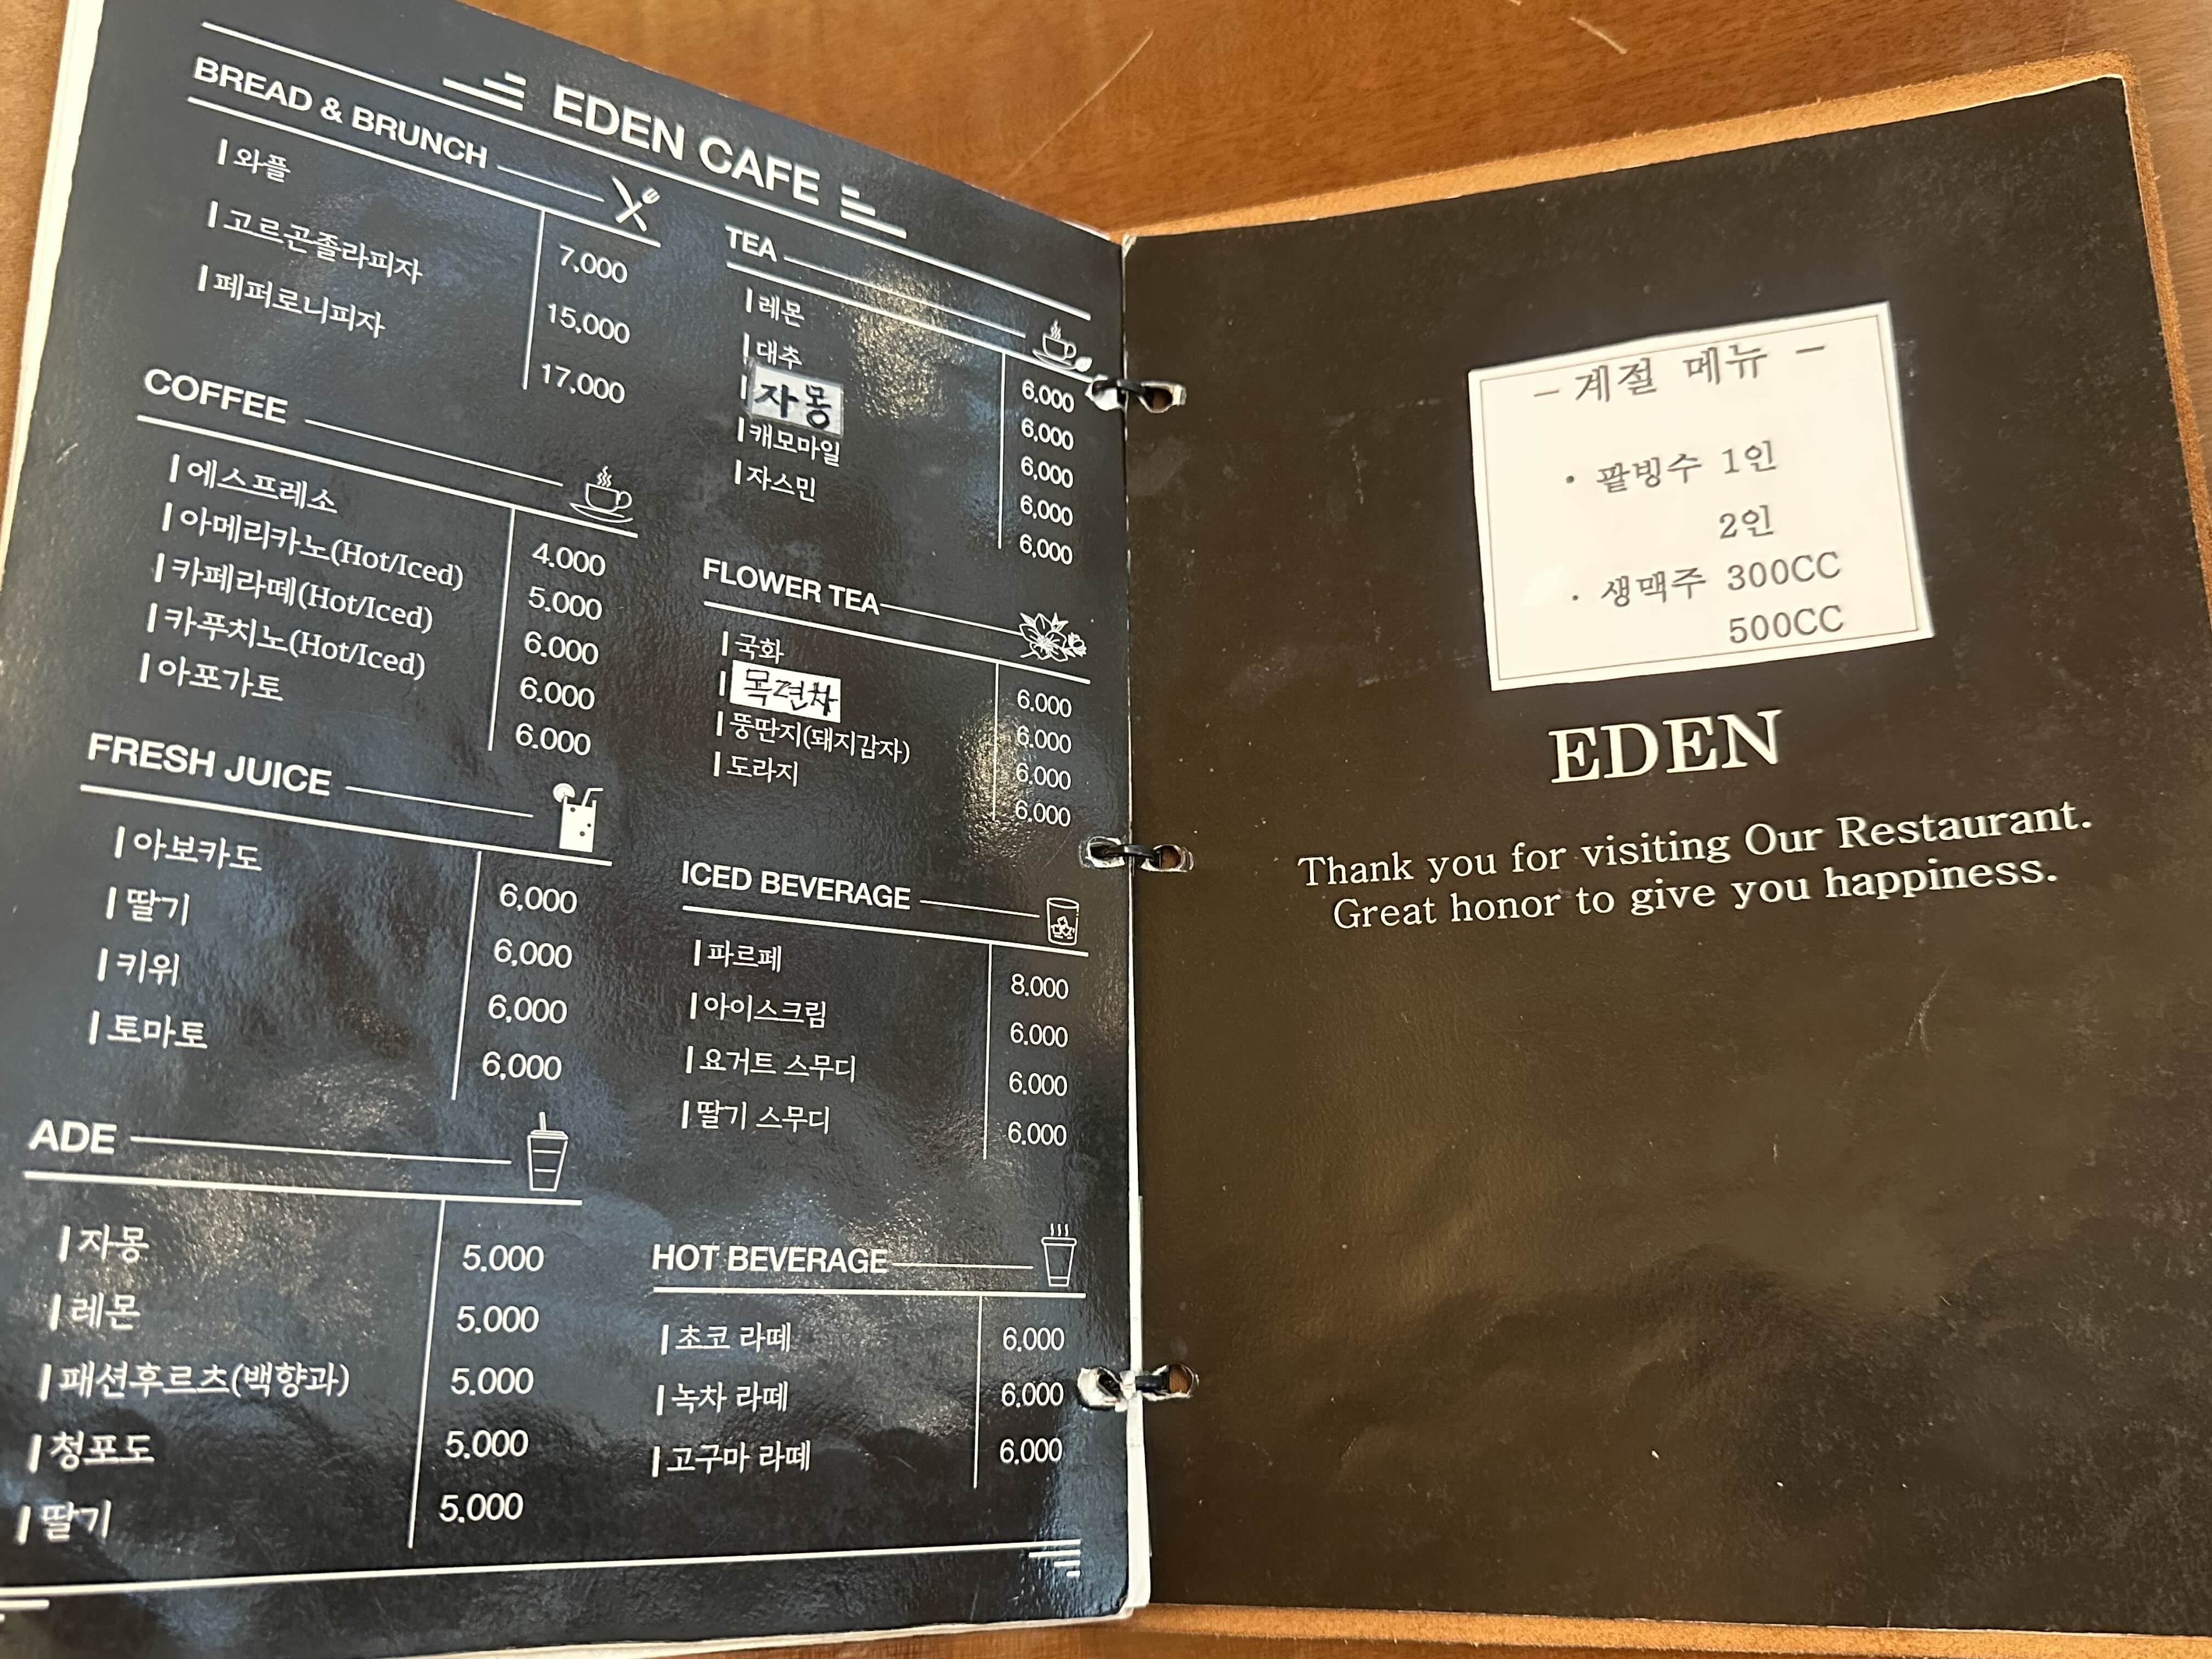 EDEN CAFE
BREAD & BRUNCH
와플 7,000
고르곤졸라피자 15,000
페퍼로니피자 17,000
COFFEE
에스프레소 4.000
아메리카노(Hot/Iced) 5.000
카페라떼(Hot/Iced) 6.000
카푸치노(Hot/Iced) 6.000
아포가토 6.000
FRESH JUICE
아보카도 6,000
딸기 6,000
키위 6,000
토마토 6,000
ADE
자몽 5.000
레몬 5.000
패션후르츠(백향과) 5.000
청포도 5.000
딸기 5.000
TEA
레몬 6.000
대추 6.000
자몽 6.000
캐모마일 6.000
자스민 6.000
FLOWER TEA
국화 6.000
목련차 6.000
뚱딴지(돼지감자) 6.000
도라지 6.000
ICED BEVERAGE
파르페 8.000
아이스크림 6.000
요거트 스무디 6.000
딸기 스무디 6.000
HOT BEVERAGE
초코 라떼 6.000
녹차 라떼 6.000
고구마 라떼 6.000
- 계절 메뉴 -
· 팥빙수 1인
2인
· 생맥주 300CC
500CC
EDEN
Thank you for visiting Our Restaurant.
Great honor to give you happiness.